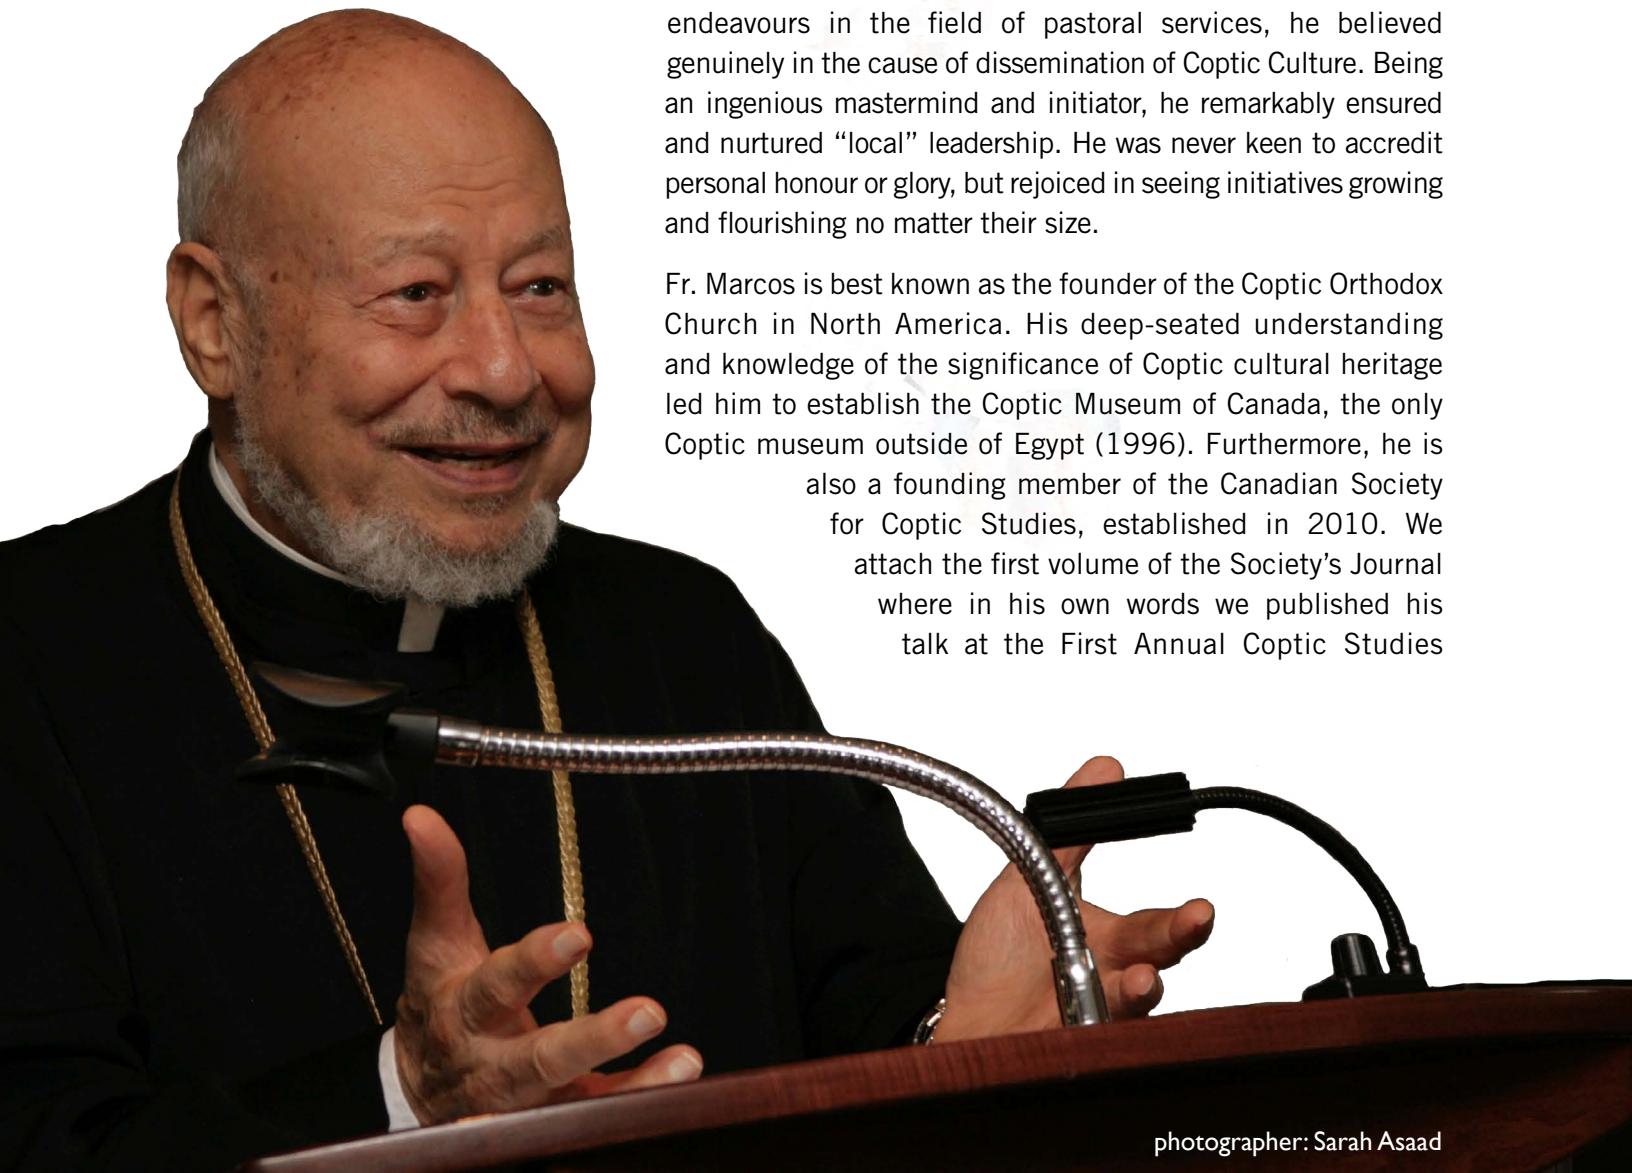 endeavours in the field of pastoral services, he believed
genuinely in the cause of dissemination of Coptic Culture. Being
an ingenious mastermind and initiator, he remarkably ensured
and nurtured “local” leadership. He was never keen to accredit
personal honour or glory, but rejoiced in seeing initiatives growing
and flourishing no matter their size.
Fr. Marcos is best known as the founder of the Coptic Orthodox
Church in North America. His deep-seated understanding
and knowledge of the significance of Coptic cultural heritage
led him to establish the Coptic Museum of Canada, the only
Coptic museum outside of Egypt (1996). Furthermore, he is
also a founding member of the Canadian Society
for Coptic Studies, established in 2010. We
attach the first volume of the Society’s Journal
where in his own words we published his
talk at the First Annual Coptic Studies
photographer: Sarah Asaad